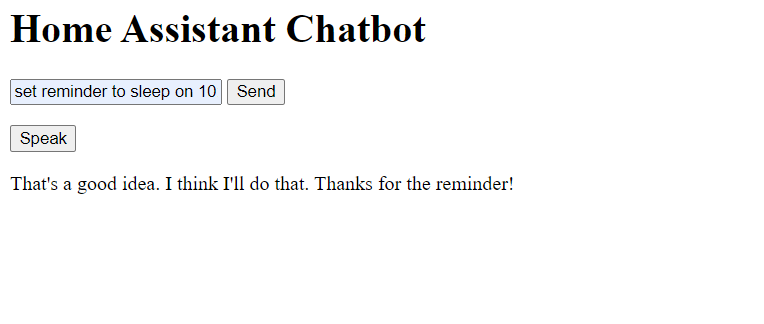 Home Assistant Chatbot
set reminder to sleep on 10 Send
Speak
That's a good idea. I think I'll do that. Thanks for the reminder!